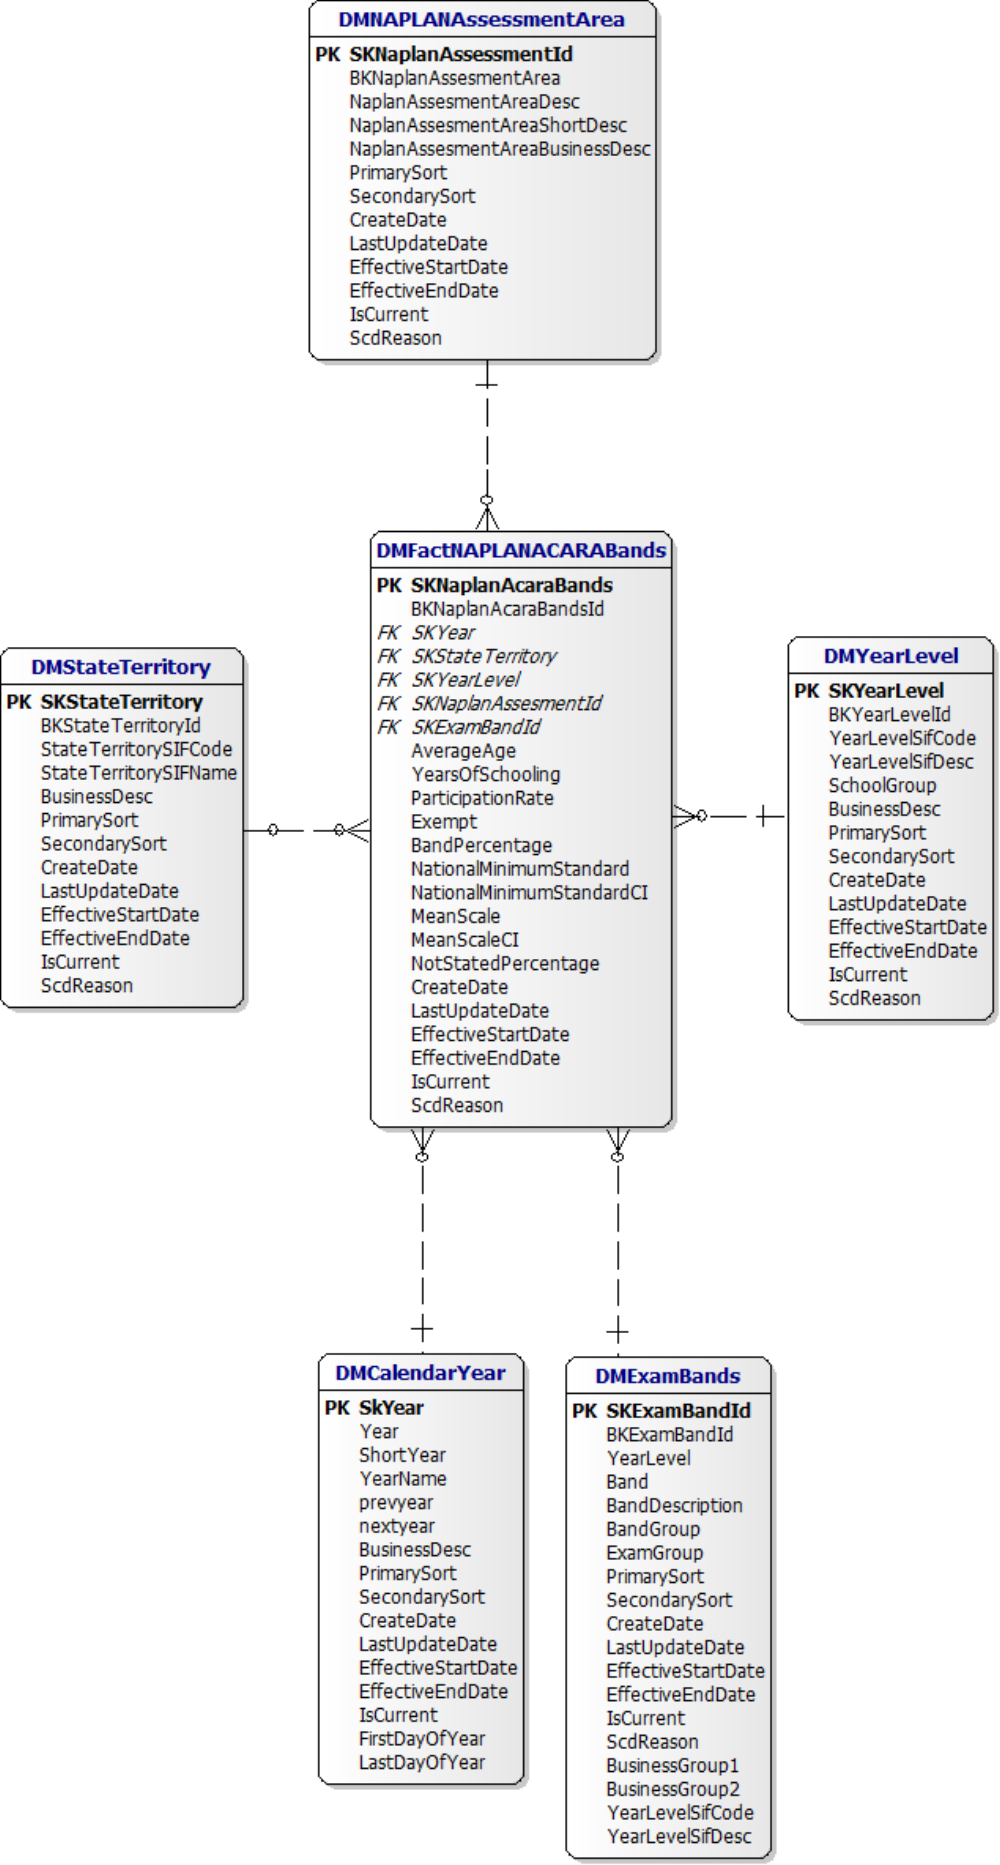 DMNAPLANAssessmentArea
PK SKNaplanAssessmentId
BKNaplanAssesmentArea
NaplanAssesmentAreaDesc
NaplanAssesmentAreaShortDesc
NaplanAssesmentAreaBusinessDesc
PrimarySort
SecondarySort
CreateDate
LastUpdateDate
EffectiveStartDate
EffectiveEndDate
IsCurrent
ScdReason
DMFactNAPLANACARABands
PK SKNaplanAcaraBands
BKNaplanAcaraBandsId
FK SKYear
FK SKStateTerritory
FK SKYearLevel
FK SKNaplanAssesmentId
FK SKExamBandId
AverageAge
YearsOfSchooling
ParticipationRate
Exempt
BandPercentage
NationalMinimumStandard
NationalMinimumStandardCI
MeanScale
MeanScaleCI
NotStatedPercentage
CreateDate
LastUpdateDate
EffectiveStartDate
EffectiveEndDate
IsCurrent
ScdReason
DMStateTerritory
PK SKStateTerritory
BKStateTerritoryId
StateTerritorySIFCode
StateTerritorySIFName
BusinessDesc
PrimarySort
SecondarySort
CreateDate
LastUpdateDate
EffectiveStartDate
EffectiveEndDate
IsCurrent
ScdReason
DMYearLevel
PK SKYearLevel
BKYearLevelId
YearLevelSifCode
YearLevelSifDesc
SchoolGroup
BusinessDesc
PrimarySort
SecondarySort
CreateDate
LastUpdateDate
EffectiveStartDate
EffectiveEndDate
IsCurrent
ScdReason
DMCalendarYear
PK SkYear
Year
ShortYear
YearName
prevyear
nextyear
BusinessDesc
PrimarySort
SecondarySort
CreateDate
LastUpdateDate
EffectiveStartDate
EffectiveEndDate
IsCurrent
FirstDayOfYear
LastDayOfYear
DMExamBands
PK SKExamBandId
BKExamBandId
YearLevel
Band
BandDescription
BandGroup
ExamGroup
PrimarySort
SecondarySort
CreateDate
LastUpdateDate
EffectiveStartDate
EffectiveEndDate
IsCurrent
ScdReason
BusinessGroup1
BusinessGroup2
YearLevelSifCode
YearLevelSifDesc